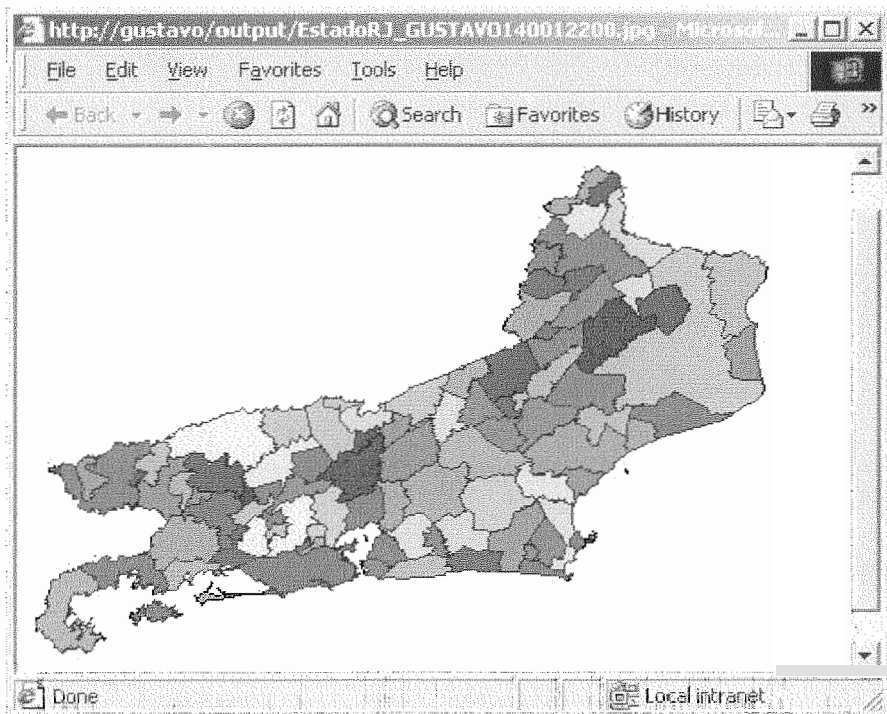 http://gustavo/output/EstadoRJ_GUSTAVO140012200.jpg - Microsof...
File Edit View Favorites Tools Help
Back Search Favorites History »
Done Local intranet